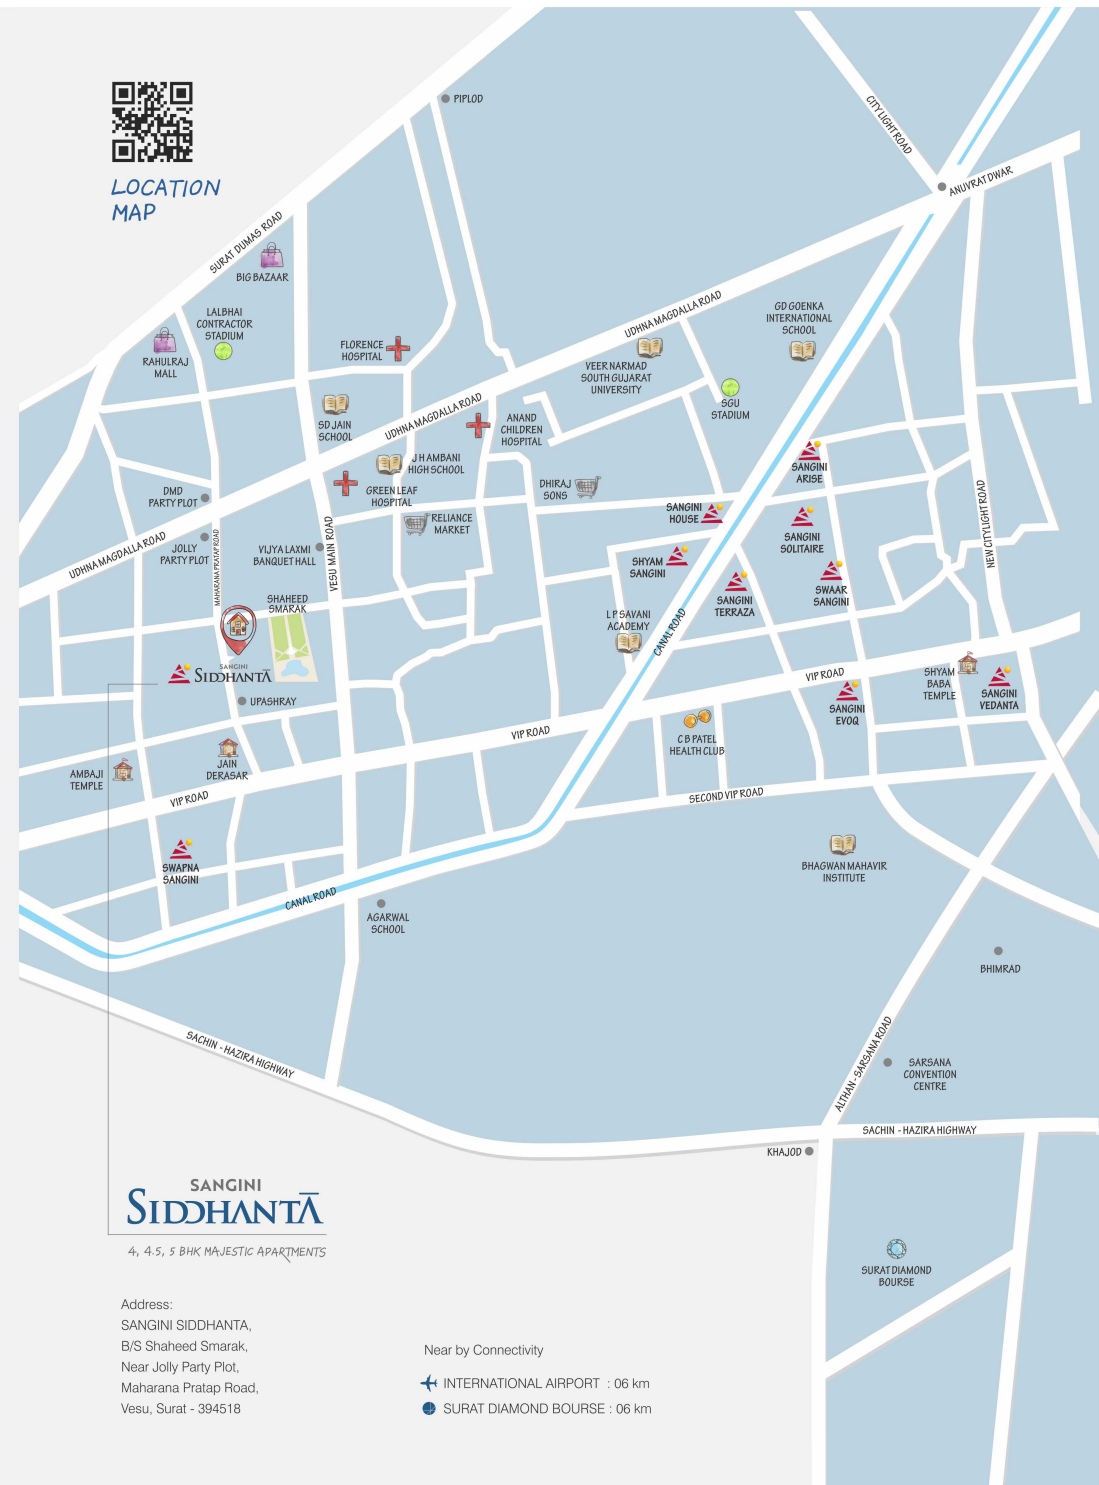 LOCATION
MAP
PIPLOD
CITYLIGHT ROAD
ANUVRAT DWAR
SURAT DUMAS ROAD
BIG BAZAAR
LALBHAI
CONTRACTOR
STADIUM
RAHULRAJ
MALL
FLORENCE
HOSPITAL
UDHNA MAGDALLA ROAD
GD GOENKA
INTERNATIONAL
SCHOOL
VEER NARMAD
SOUTH GUJARAT
UNIVERSITY
SGU
STADIUM
SD JAIN
SCHOOL
UDHNA MAGDALLA ROAD
ANAND
CHILDREN
HOSPITAL
J H AMBANI
HIGH SCHOOL
GREEN LEAF
HOSPITAL
RELIANCE
MARKET
DHIRAJ
SONS
SANGINI
ARISE
SANGINI
HOUSE
SANGINI
SOLITAIRE
NEW CITYLIGHT ROAD
DMD
PARTY PLOT
JOLLY
PARTY PLOT
UDHNA MAGDALLA ROAD
MAHARANA PRATAP ROAD
VIJYA LAXMI
BANQUET HALL
VESU MAIN ROAD
SHYAM
SANGINI
SANGINI
TERRAZA
SWAAR
SANGINI
SHAHEED
SMARAK
L P SAVANI
ACADEMY
CANAL ROAD
SANGINI
SIDDHANTĀ
UPASHRAY
VIP ROAD
SHYAM
BABA
TEMPLE
SANGINI
VEDANTA
SANGINI
EVOQ
VIP ROAD
C B PATEL
HEALTH CLUB
JAIN
DERASAR
AMBAJI
TEMPLE
VIP ROAD
SECOND VIP ROAD
SWAPNA
SANGINI
BHAGWAN MAHAVIR
INSTITUTE
CANAL ROAD
AGARWAL
SCHOOL
BHIMRAD
SACHIN - HAZIRA HIGHWAY
ALTHAN - SARSANA ROAD
SARSANA
CONVENTION
CENTRE
SACHIN - HAZIRA HIGHWAY
KHAJOD
SURAT DIAMOND
BOURSE
SANGINI
SIDDHANTĀ
4, 4.5, 5 BHK MAJESTIC APARTMENTS
Address:
SANGINI SIDDHANTA,
B/S Shaheed Smarak,
Near Jolly Party Plot,
Maharana Pratap Road,
Vesu, Surat - 394518
Near by Connectivity
INTERNATIONAL AIRPORT : 06 km
SURAT DIAMOND BOURSE : 06 km